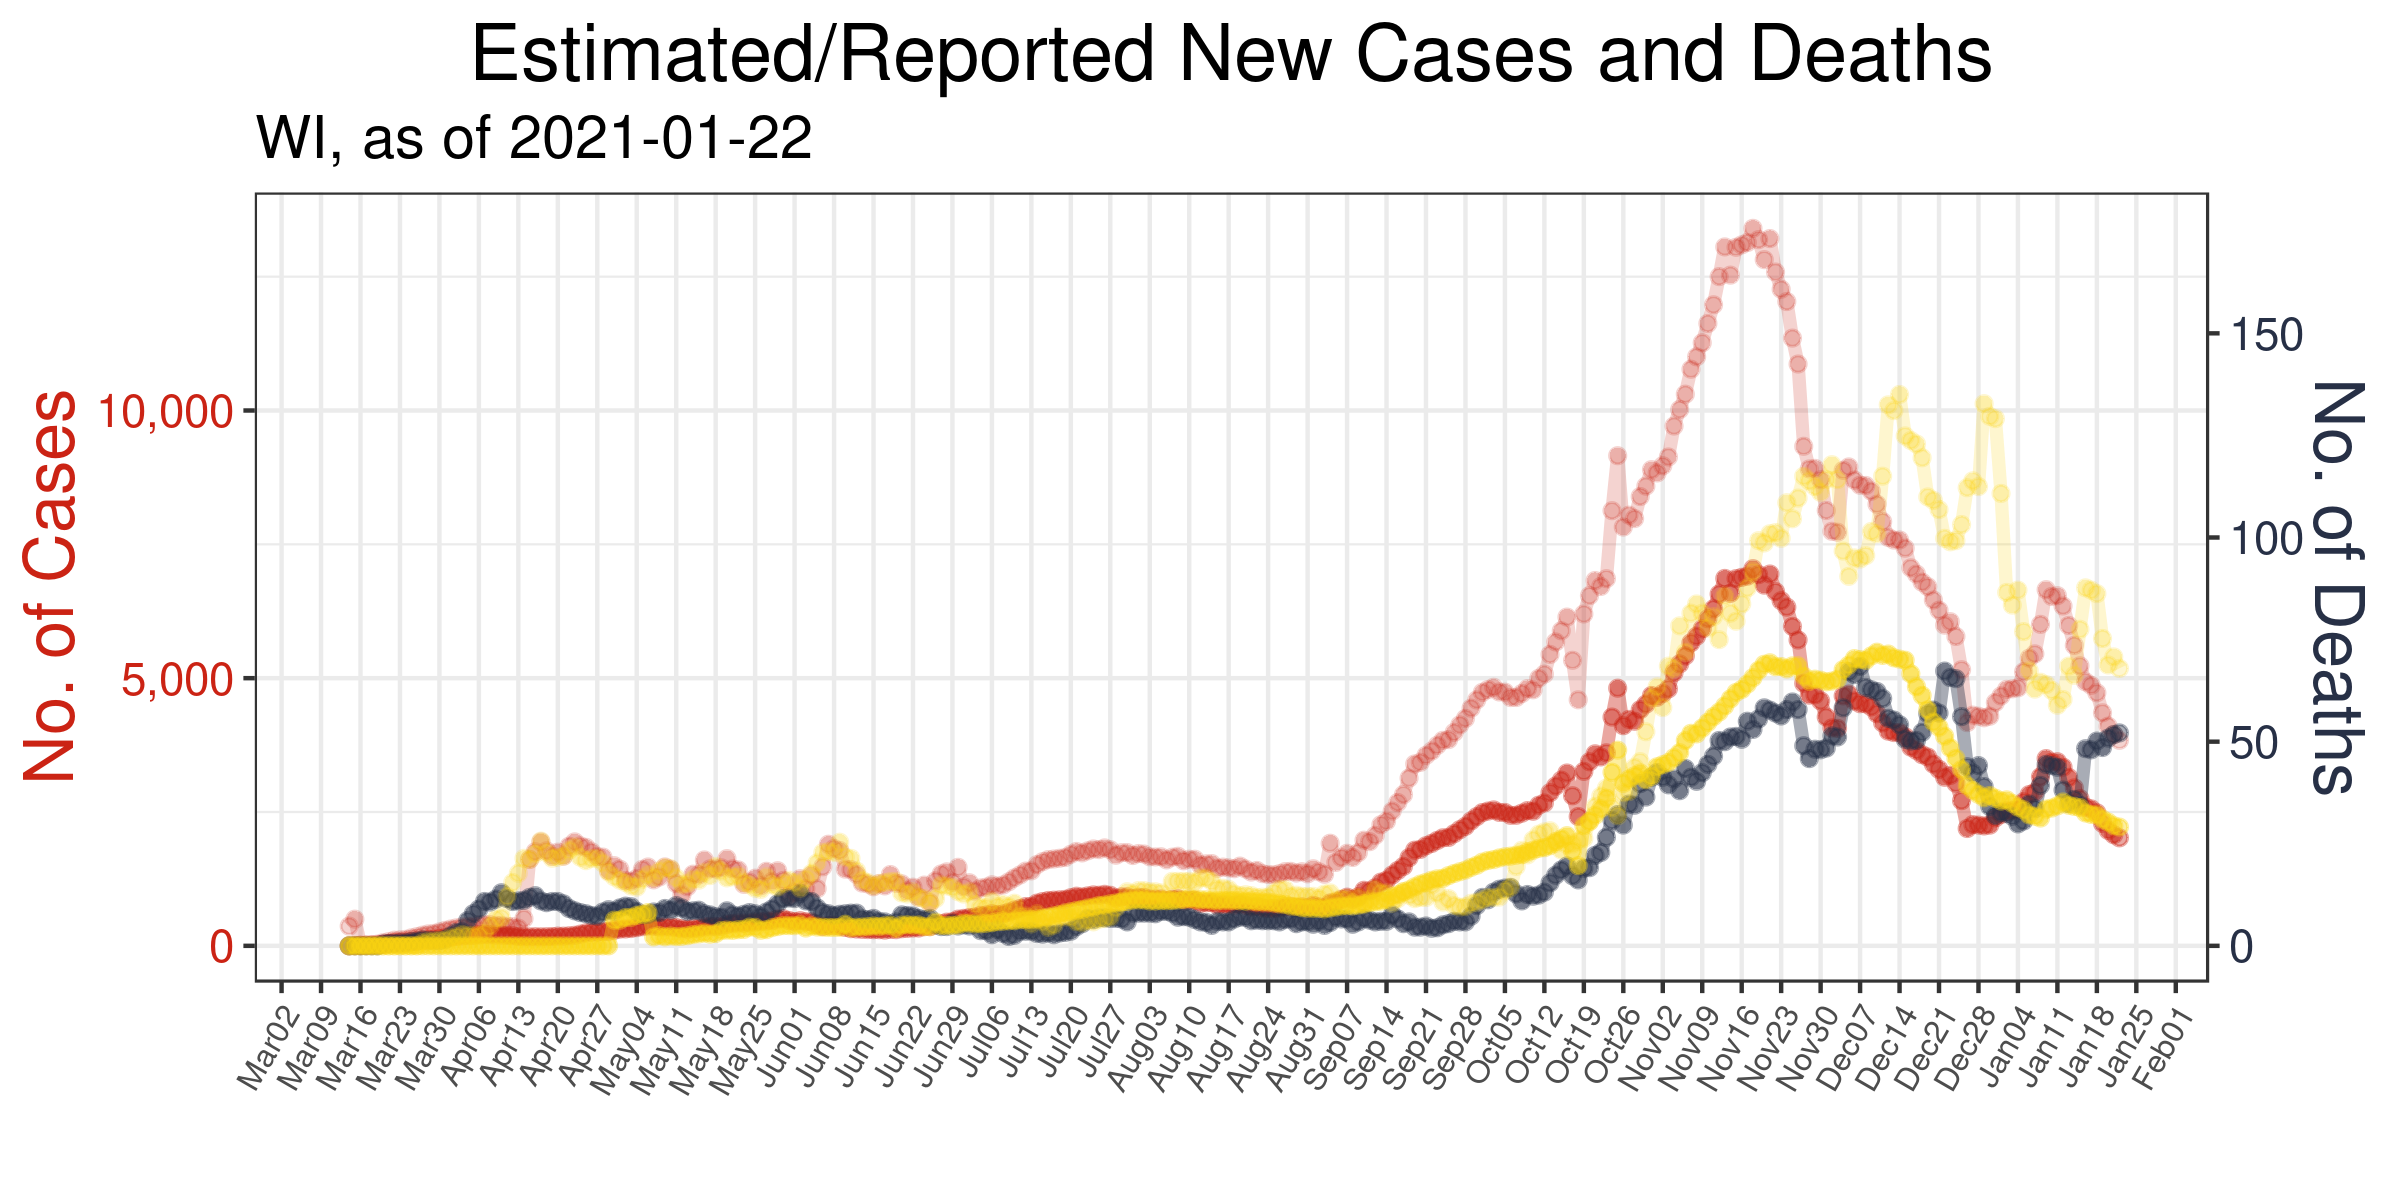 Estimated/Reported New Cases and Deaths
WI, as of 2021-01-22
No. of Cases
10,000
5,000
0
150
100
50
0
No. of Deaths
Mar02 Mar09 Mar16 Mar23 Mar30 Apr06 Apr13 Apr20 Apr27 May04 May11 May18 May25 Jun01 Jun08 Jun15 Jun22 Jun29 Jul06 Jul13 Jul20 Jul27 Aug03 Aug10 Aug17 Aug24 Aug31 Sep07 Sep14 Sep21 Sep28 Oct05 Oct12 Oct19 Oct26 Nov02 Nov09 Nov16 Nov23 Nov30 Dec07 Dec14 Dec21 Dec28 Jan04 Jan11 Jan18 Jan25 Feb01